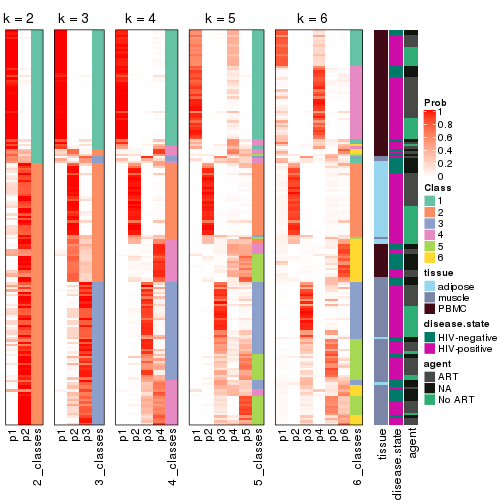 k = 2
k = 3
k = 4
k = 5
k = 6
Prob
1
0.8
0.6
0.4
0.2
0
Class
1
2
3
4
5
6
tissue
adipose
muscle
PBMC
disease.state
HIV-negative
HIV-positive
agent
ART
NA
No ART
p1
p2
2_classes
p1
p2
p3
3_classes
p1
p2
p3
p4
4_classes
p1
p2
p3
p4
p5
5_classes
p1
p2
p3
p4
p5
p6
6_classes
tissue
disease.state
agent